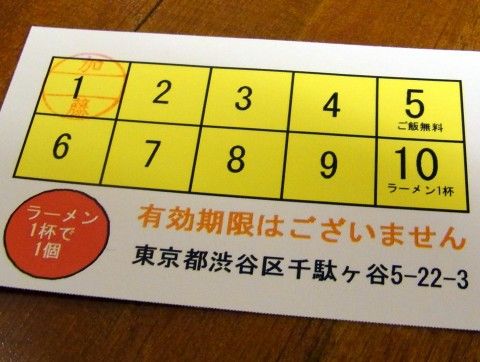 加藤
1
2
3
4
5
ご飯無料
6
7
8
9
10
ラーメン1杯
ラーメン
1杯で
1個
有効期限はございません
東京都渋谷区千駄ヶ谷5-22-3